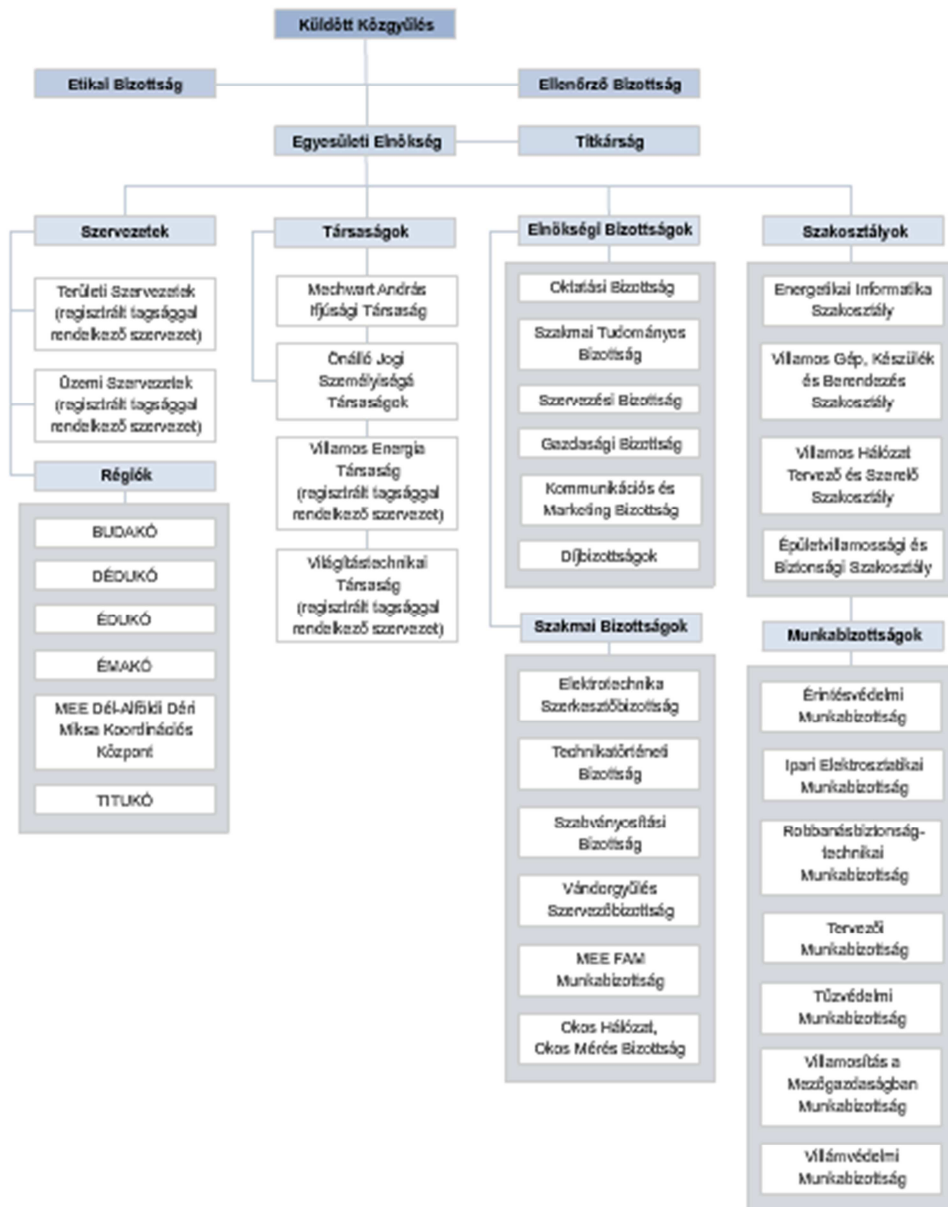 Küldött Közgyűlés
Etikai Bizottság
Ellenőrző Bizottság
Egyesületi Elnökség
Titkárság
Szervezetek
Területi Szervezetek
(regisztrált tagsággal
rendelkező szervezet)
Üzemi Szervezetek
(regisztrált tagsággal
rendelkező szervezet)
Régiók
BUDAKÓ
DÉDUKÓ
ÉDUKÓ
ÉMAKÓ
MEE Dél-Alföldi Déri
Miksa Koordinációs
Központ
TITUKÓ
Társaságok
Mechwart András
Ifjúsági Társaság
Önálló Jogi
Személyiségá
Társaságok
Villamos Energia
Társaság
(regisztrált tagsággal
rendelkező szervezet)
Világítástechnikai
Társaság
(regisztrált tagsággal
rendelkező szervezet)
Elnökségi Bizottságok
Oktatási Bizottság
Szakmai Tudományos
Bizottság
Szervezési Bizottság
Gazdasági Bizottság
Kommunikációs és
Marketing Bizottság
Díjbizottságok
Szakmai Bizottságok
Elektrotechnika
Szerkesztőbizottság
Technikatörténeti
Bizottság
Szabványosítási
Bizottság
Vándorgyűlés
Szervezőbizottság
MEE FAM
Munkabizottság
Okos Hálózat,
Okos Mérés Bizottság
Szakosztályok
Energetikai Informatika
Szakosztály
Villamos Gép, Készülék
és Berendezés
Szakosztály
Villamos Hálózat
Tervező és Szerelő
Szakosztály
Épületvillamossági és
Biztonsági Szakosztály
Munkabizottságok
Érintésvédelmi
Munkabizottság
Ipari Elektrosztatikai
Munkabizottság
Robbanásbiztonság-
technikai
Munkabizottság
Tervezői
Munkabizottság
Tűzvédelmi
Munkabizottság
Villamosítás a
Mezőgazdaságban
Munkabizottság
Villámvédelmi
Munkabizottság